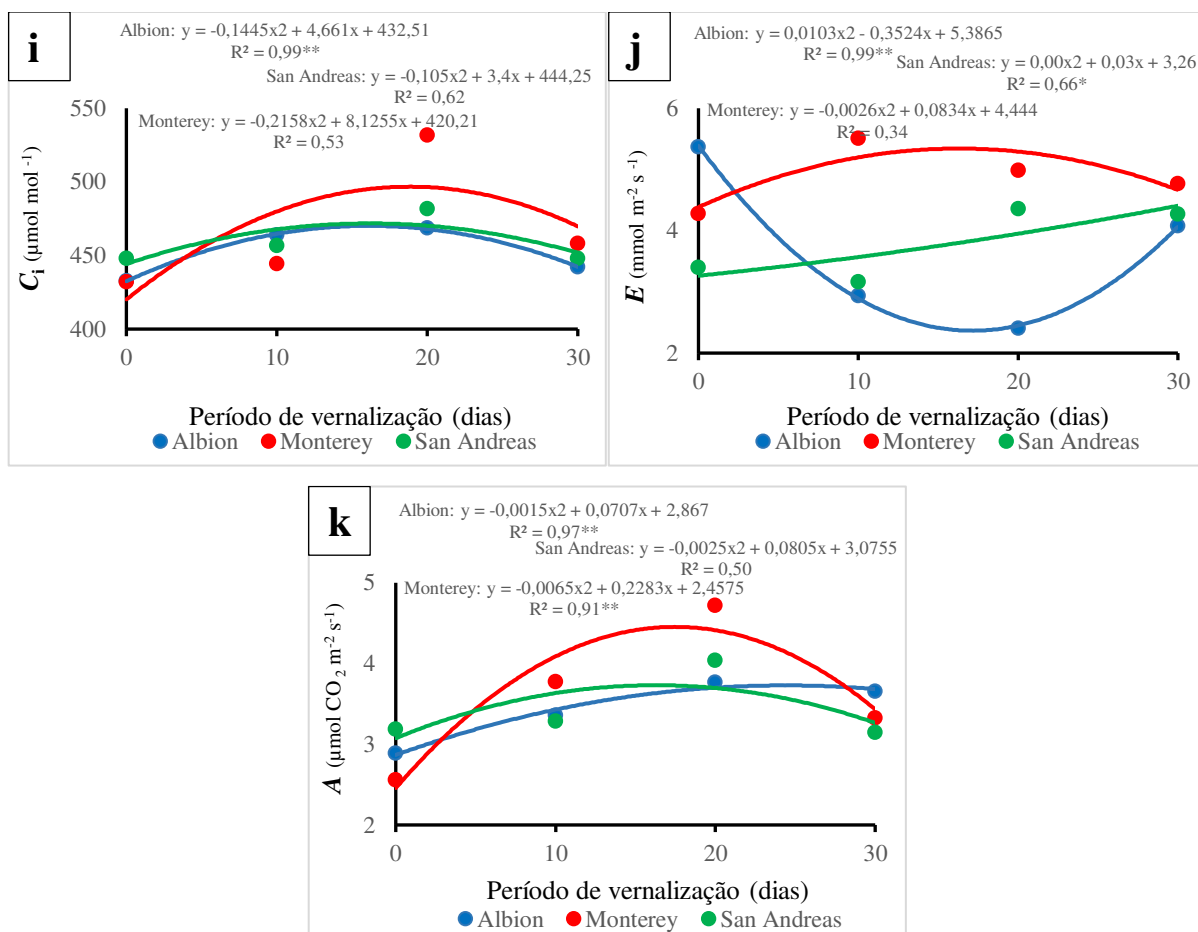 i
Albion: y = -0,1445x2 + 4,661x + 432,51
R² = 0,99**
San Andreas: y = -0,105x2 + 3,4x + 444,25
R² = 0,62
Monterey: y = -0,2158x2 + 8,1255x + 420,21
R² = 0,53
550
500
450
400
Ci (µmol mol -1)
0 10 20 30
Período de vernalização (dias)
Albion Monterey San Andreas
j
Albion: y = 0,0103x2 - 0,3524x + 5,3865
R² = 0,99**
San Andreas: y = 0,00x2 + 0,03x + 3,26
R² = 0,66*
Monterey: y = -0,0026x2 + 0,0834x + 4,444
R² = 0,34
6
4
2
E (mmol m-2 s-1)
0 10 20 30
Período de vernalização (dias)
Albion Monterey San Andreas
k
Albion: y = -0,0015x2 + 0,0707x + 2,867
R² = 0,97**
San Andreas: y = -0,0025x2 + 0,0805x + 3,0755
R² = 0,50
Monterey: y = -0,0065x2 + 0,2283x + 2,4575
R² = 0,91**
5
4
3
2
A (µmol CO2 m-2 s-1)
0 10 20 30
Período de vernalização (dias)
Albion Monterey San Andreas